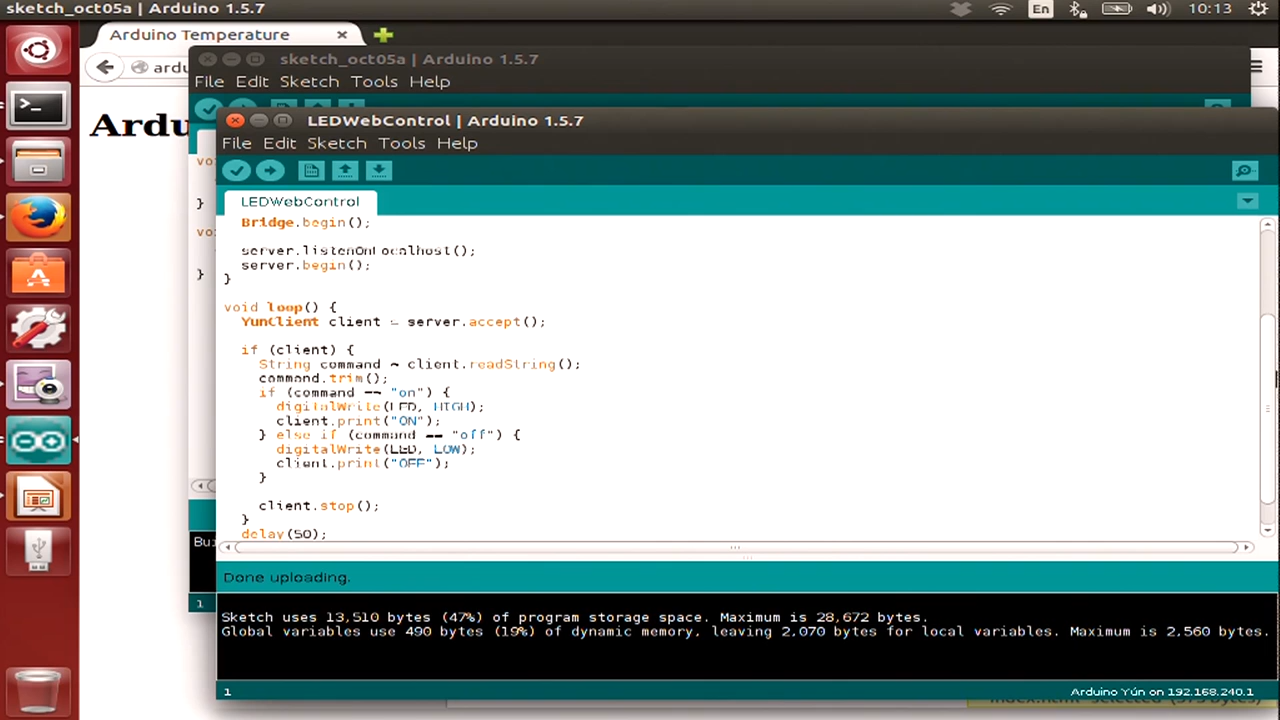 sketch_oct05a | Arduino 1.5.7
En
10:13
Arduino Temperature
ardu
Ardu
sketch_oct05a | Arduino 1.5.7
File Edit Sketch Tools Help
LEDWebControl | Arduino 1.5.7
File Edit Sketch Tools Help
LEDWebControl
vo
}
vo
}
Bridge.begin();
server.listenOnLocalhost();
server.begin();
}
void loop() {
YunClient client = server.accept();
if (client) {
String command = client.readString();
command.trim();
if (command == "on") {
digitalWrite(LED, HIGH);
client.print("ON");
} else if (command == "off") {
digitalWrite(LED, LOW);
client.print("OFF");
}
client.stop();
}
delay(50);
Bu
Done uploading.
1
Sketch uses 13,510 bytes (47%) of program storage space. Maximum is 28,672 bytes.
Global variables use 490 bytes (19%) of dynamic memory, leaving 2,070 bytes for local variables. Maximum is 2,560 bytes.
1
Arduino Yún on 192.168.240.1